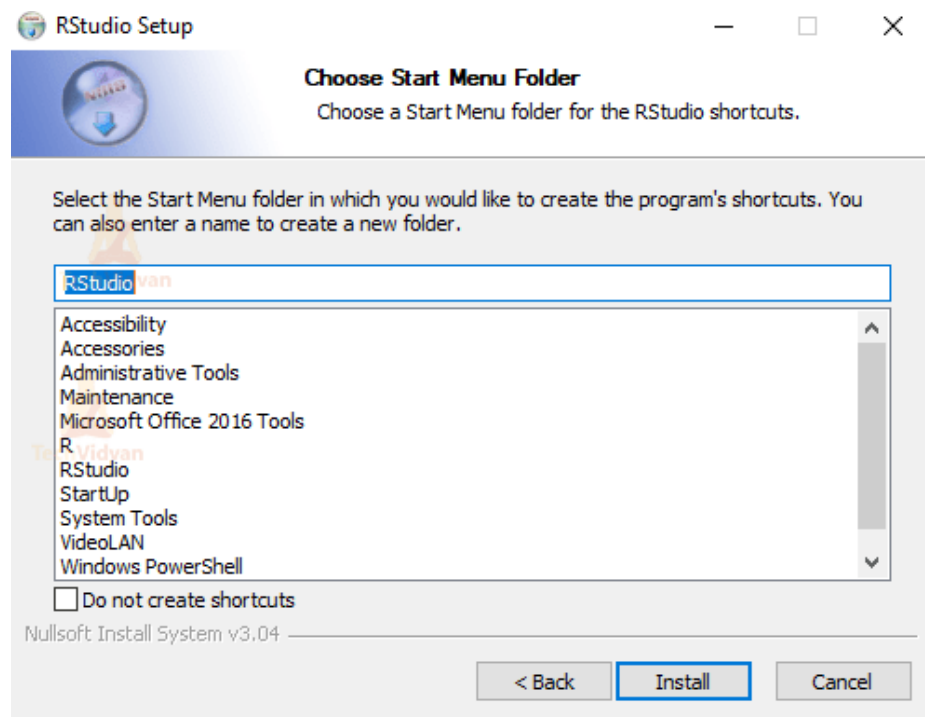 RStudio Setup
Choose Start Menu Folder
Choose a Start Menu folder for the RStudio shortcuts.
Select the Start Menu folder in which you would like to create the program's shortcuts. You
can also enter a name to create a new folder.
RStudio
Accessibility
Accessories
Administrative Tools
Maintenance
Microsoft Office 2016 Tools
R
Vidvan
RStudio
StartUp
System Tools
VideoLAN
Windows PowerShell
Do not create shortcuts
Nullsoft Install System v3.04
< Back
Install
Cancel